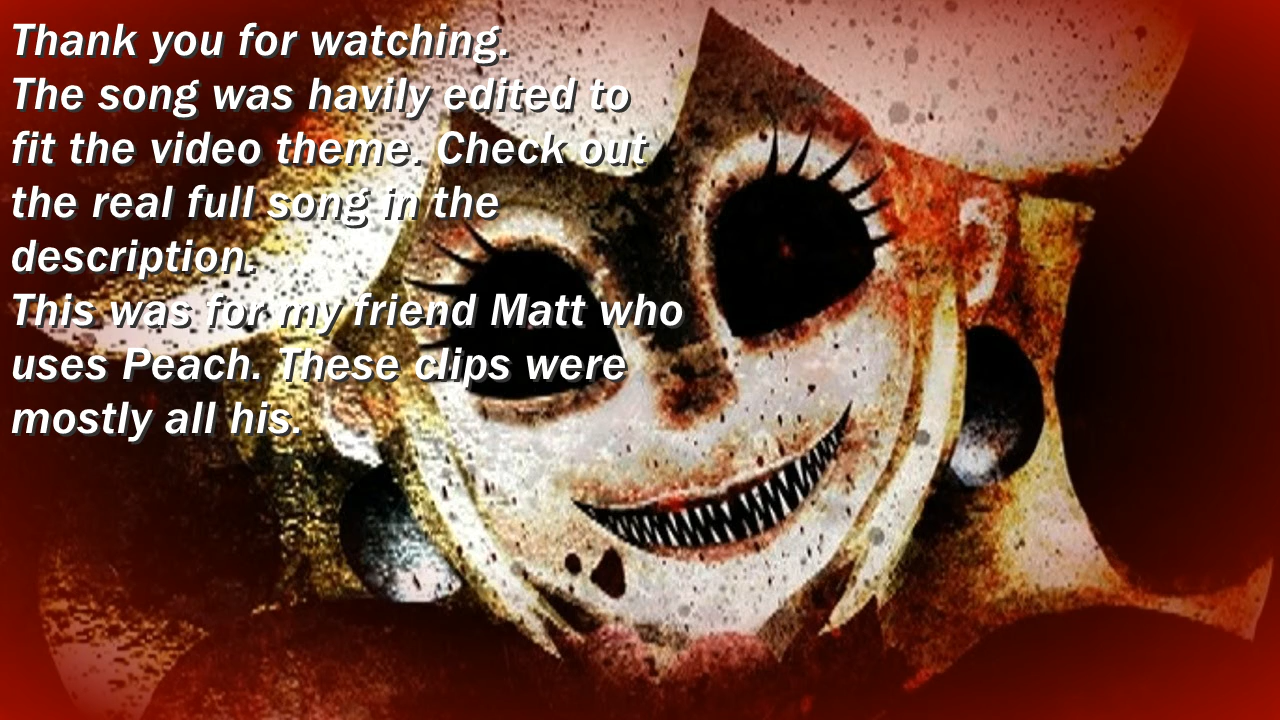 Thank you for watching.
The song was havily edited to
fit the video theme. Check out
the real full song in the
description.
This was for my friend Matt who
uses Peach. These clips were
mostly all his.